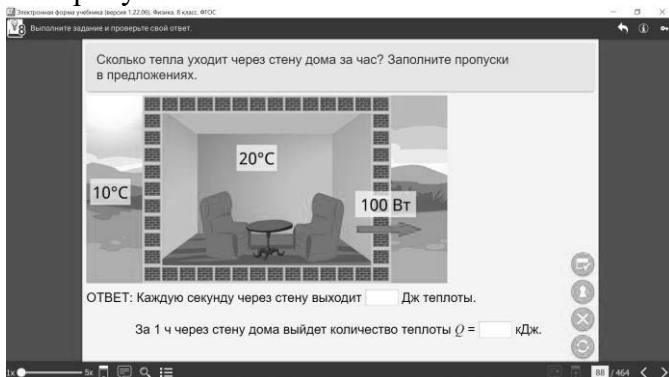 Электронная форма учебника (версия 1.22.06). Физика. 8 класс. ФГОС
8 Выполните задание и проверьте свой ответ.
Сколько тепла уходит через стену дома за час? Заполните пропуски
в предложениях.
20°C
10°C
100 Вт
ОТВЕТ: Каждую секунду через стену выходит Дж теплоты.
За 1 ч через стену дома выйдет количество теплоты Q = кДж.
1x 5x 88 / 464